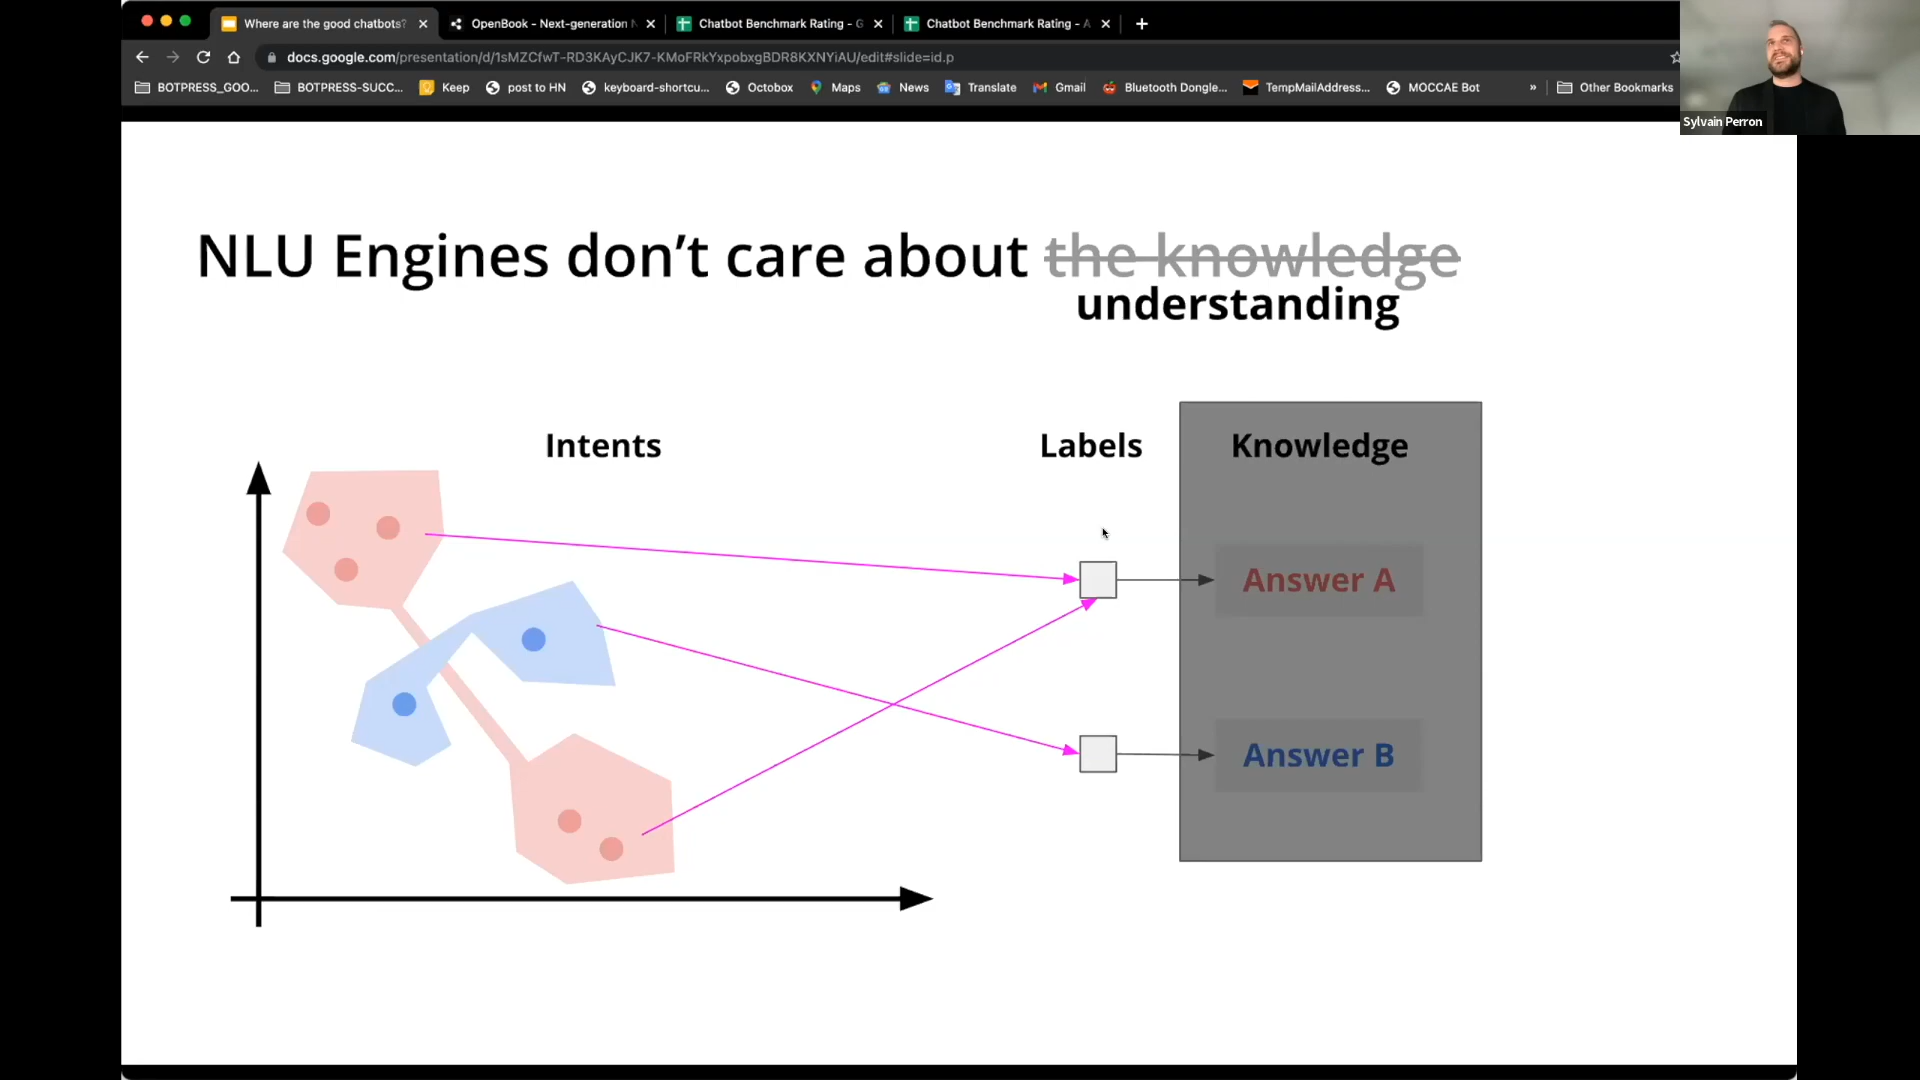 Where are the good chatbots?
OpenBook - Next-generation N
Chatbot Benchmark Rating - G
Chatbot Benchmark Rating - A
docs.google.com/presentation/d/1sMZCfwT-RD3KAyCJK7-KMoFRkYxpobxgBDR8KXNYiAU/edit#slide=id.p
BOTPRESS_GOO...
BOTPRESS-SUCC...
Keep
post to HN
keyboard-shortcu...
Octobox
Maps
News
Translate
Gmail
Bluetooth Dongle...
TempMailAddress...
MOCCAE Bot
»
Other Bookmarks
Sylvain Perron
NLU Engines don't care about the knowledge
understanding
Intents
Labels
Knowledge
Answer A
Answer B